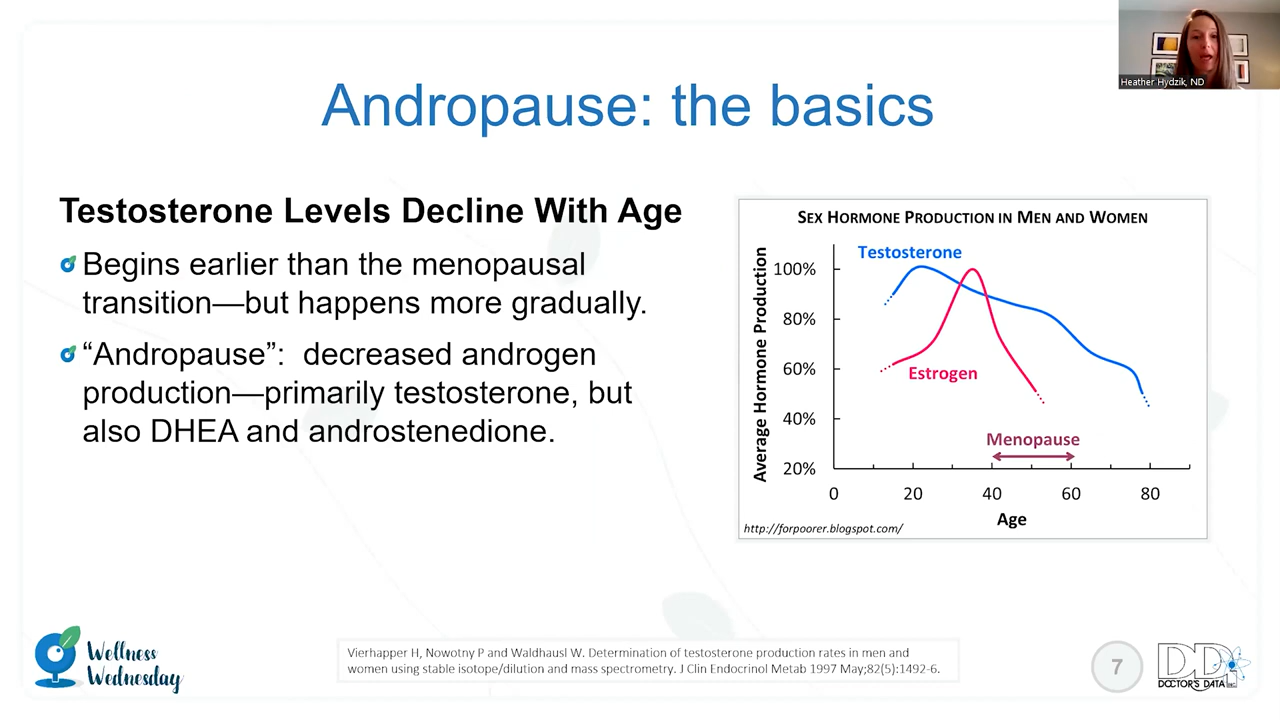 Heather Hydzik, ND
Andropause: the basics
Testosterone Levels Decline With Age
Begins earlier than the menopausal
transition—but happens more gradually.
“Andropause”: decreased androgen
production—primarily testosterone, but
also DHEA and androstenedione.
SEX HORMONE PRODUCTION IN MEN AND WOMEN
Average Hormone Production
Testosterone
100%
80%
60%
40%
20%
Estrogen
Menopause
0 20 40 60 80
Age
http://forpoorer.blogspot.com/
Wellness
Wednesday
Vierhapper H, Nowotny P and Waldhausl W. Determination of testosterone production rates in men and
women using stable isotope/dilution and mass spectrometry. J Clin Endocrinol Metab 1997 May;82(5):1492-6.
7
DDI
DOCTOR'S DATA INC.